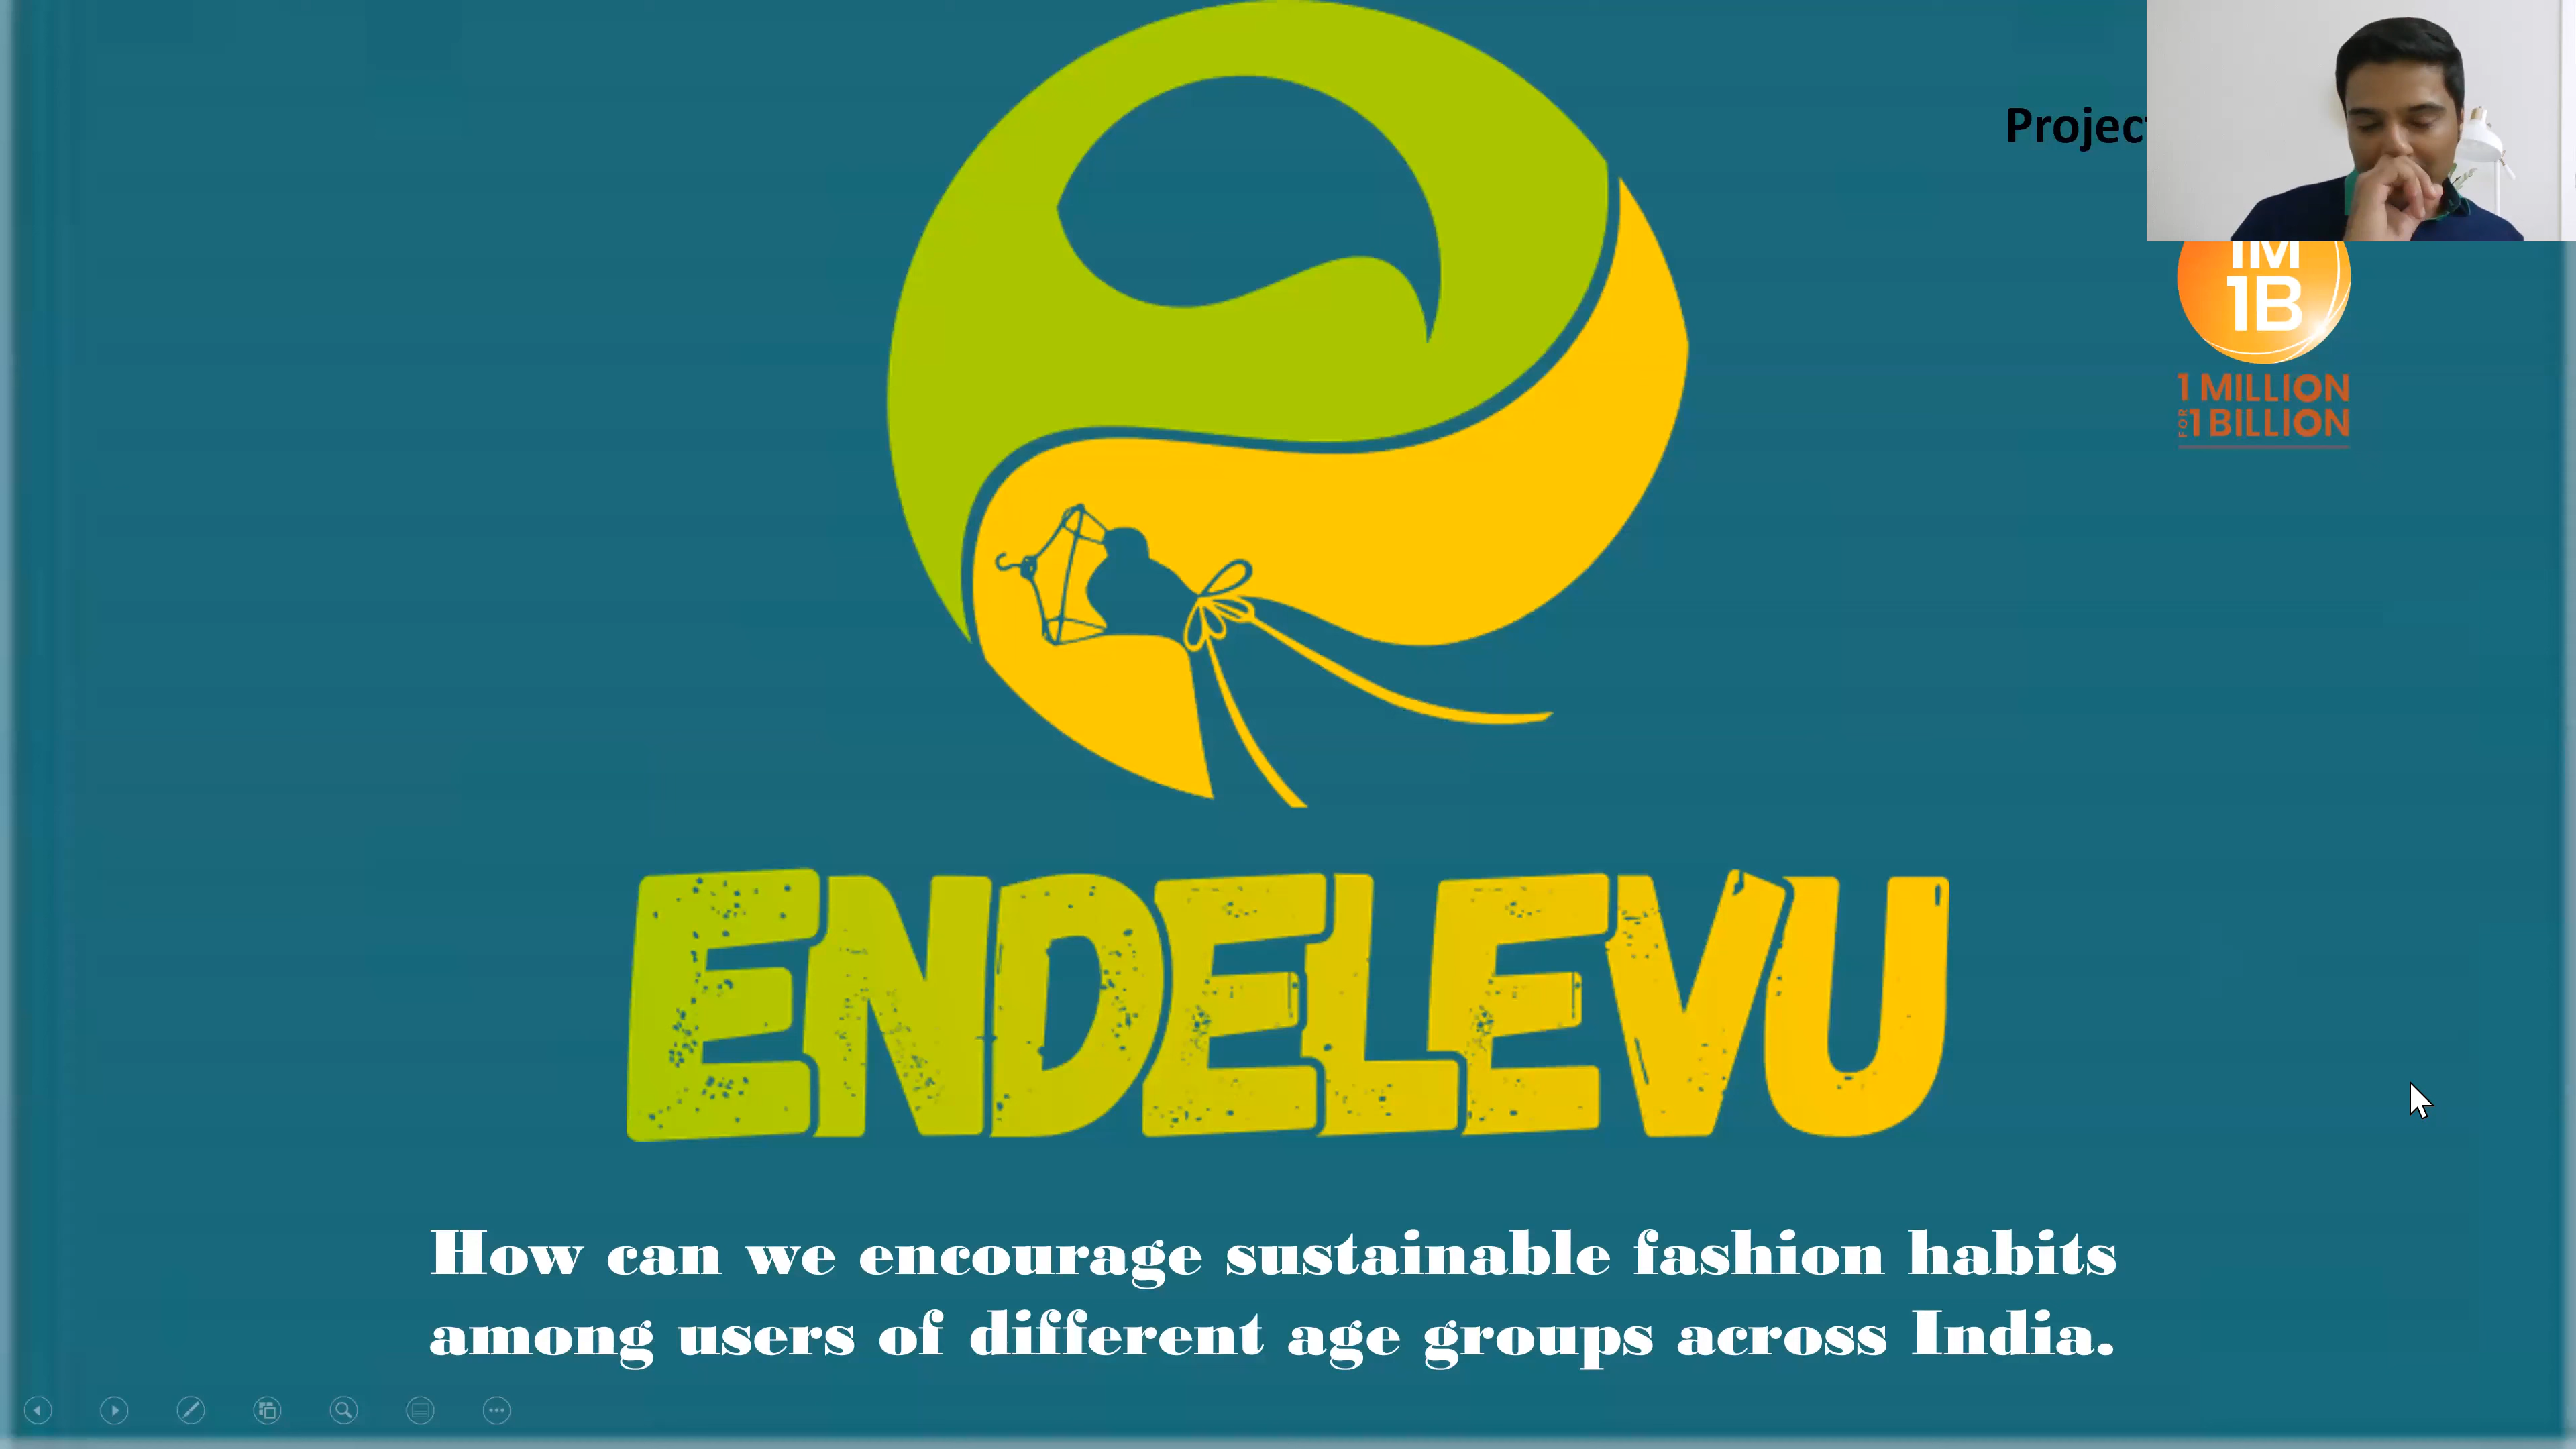 Projec
1M
1B
1 MILLION
FOR 1 BILLION
ENDELEVU
How can we encourage sustainable fashion habits
among users of different age groups across India.